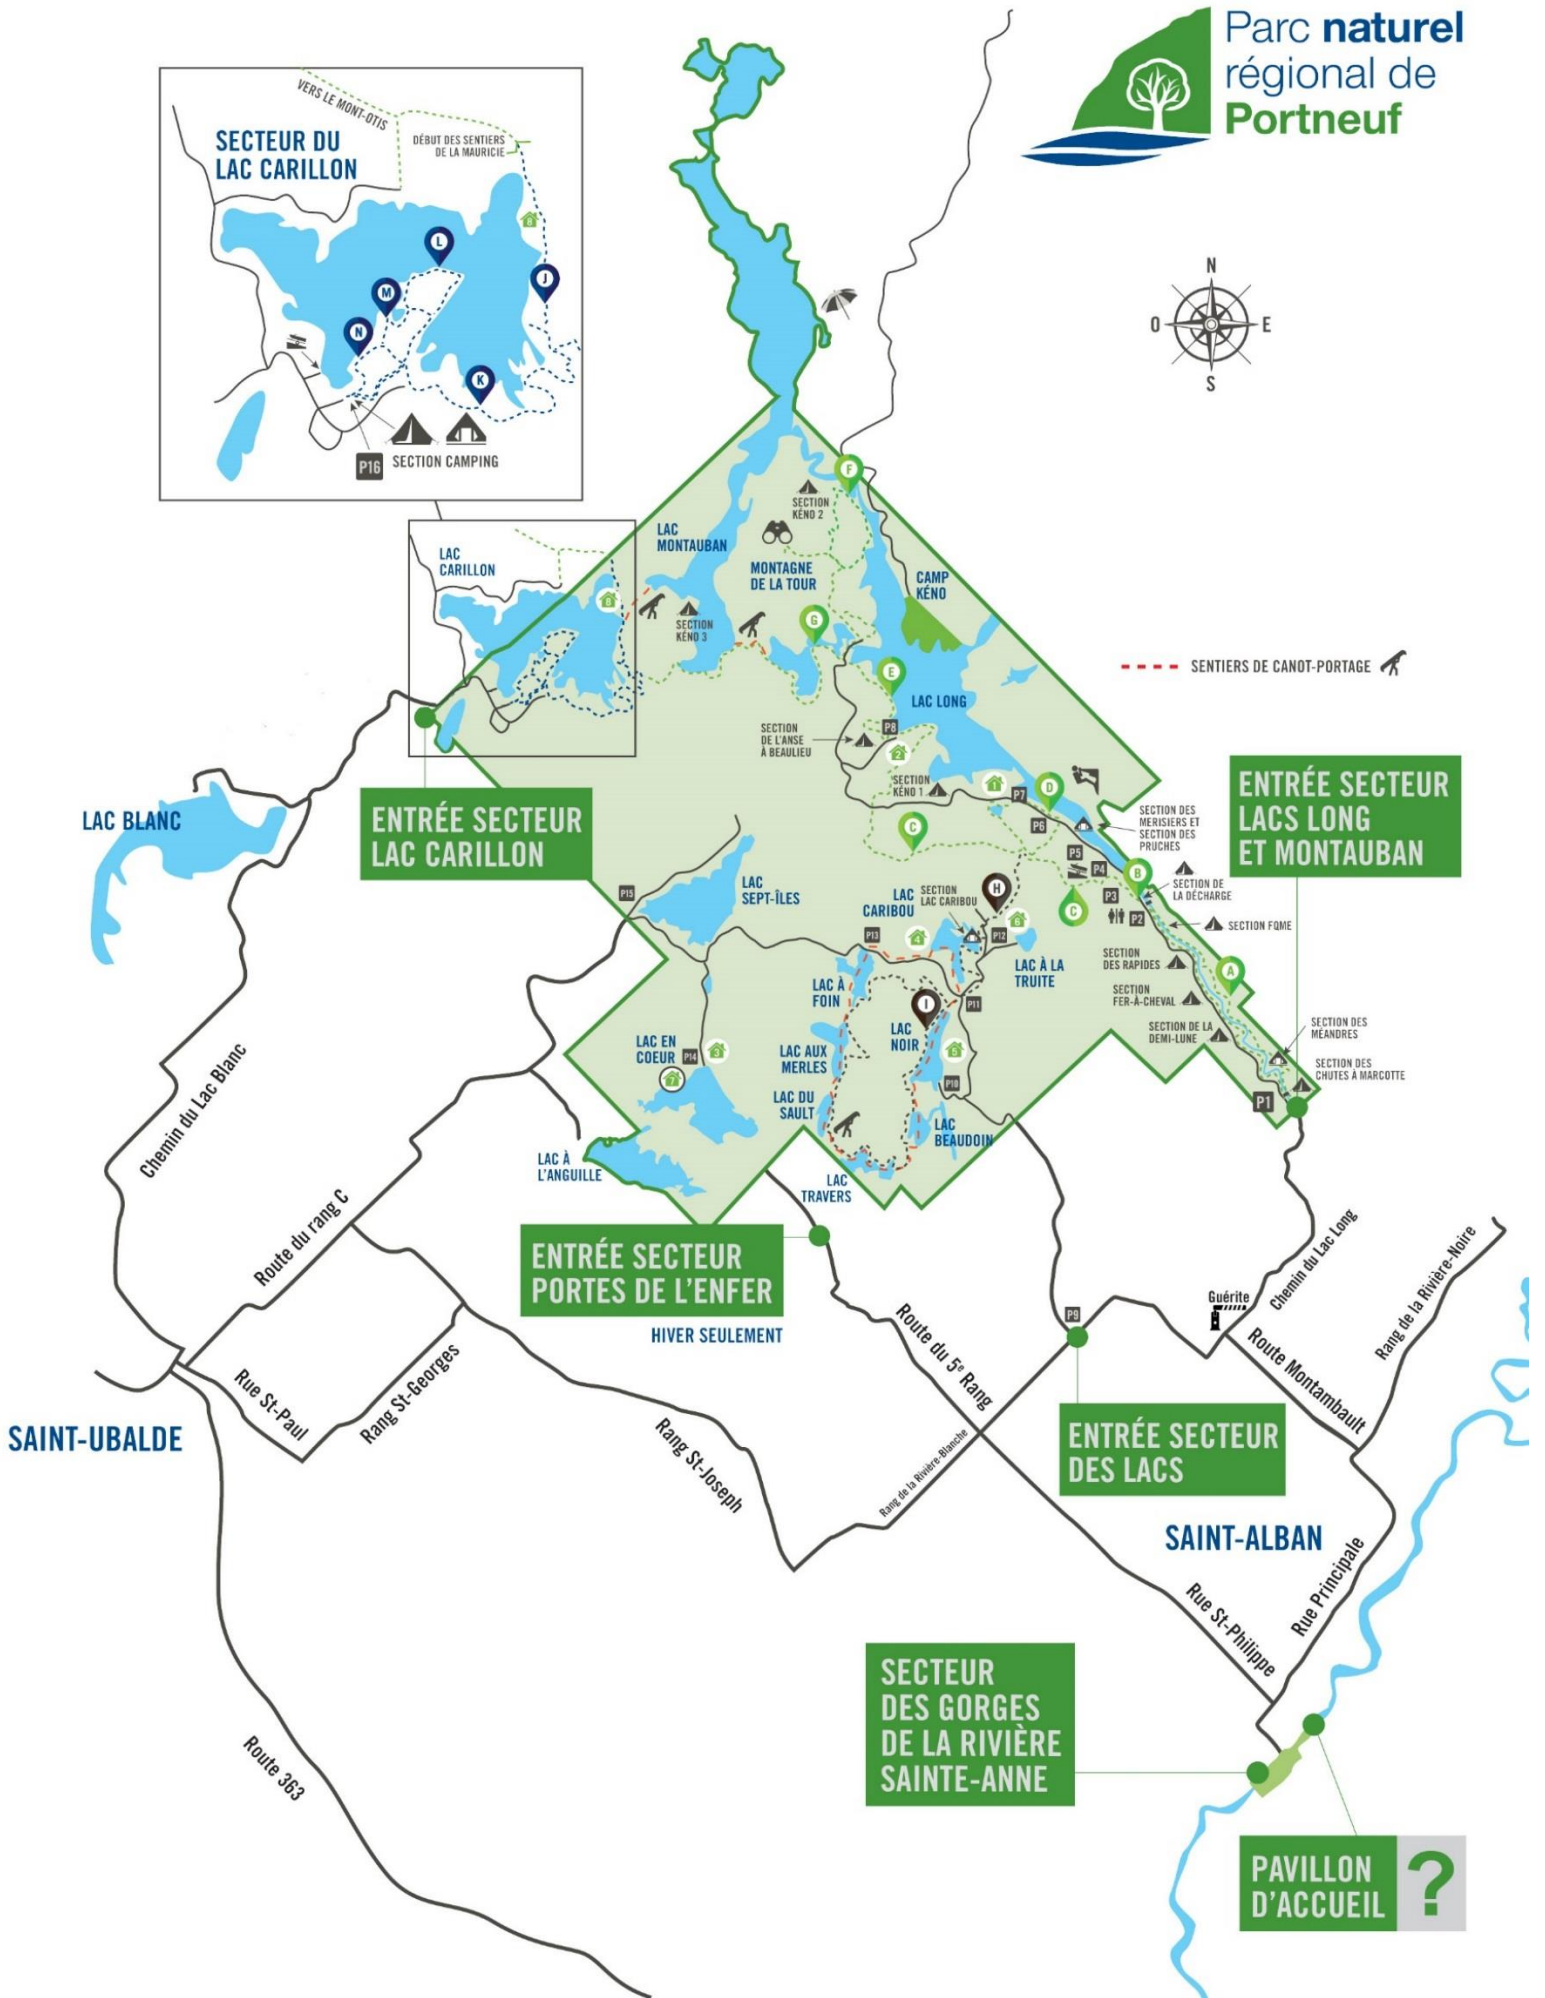 Parc naturel
régional de
Portneuf
VERS LE MONT-OTIS
SECTEUR DU
LAC CARILLON
DÉBUT DES SENTIERS
DE LA MAURICIE
8
L
J
M
N
K
P16
SECTION CAMPING
N
O
E
S
F
SECTION
KÉNO 2
LAC
MONTAUBAN
LAC
CARILLON
MONTAGNE
DE LA TOUR
CAMP
KÉNO
8
SECTION
KÉNO 3
G
E
SENTIERS DE CANOT-PORTAGE
LAC LONG
SECTION
DE L'ANSE
À BEAULIEU
P8
2
SECTION
KÉNO 1
1
P7
D
P6
C
SECTION DES
MERISIERS ET
SECTION DES
PRUCHES
ENTRÉE SECTEUR
LACS LONG
ET MONTAUBAN
ENTRÉE SECTEUR
LAC CARILLON
LAC BLANC
P5
P4
B
SECTION DE
LA DÉCHARGE
P3
P2
C
SECTION FQME
LAC
SEPT-ÎLES
P15
LAC
CARIBOU
SECTION
LAC CARIBOU
H
6
P13
4
P12
LAC À LA
TRUITE
SECTION
DES RAPIDES
A
LAC À
FOIN
I
P11
SECTION
FER-À-CHEVAL
LAC
NOIR
SECTION DE LA
DEMI-LUNE
SECTION DES
MÉANDRES
LAC EN
COEUR
P14
3
7
LAC AUX
MERLES
5
P10
SECTION DES
CHUTES À MARCOTTE
P1
LAC DU
SAULT
LAC
BEAUDOIN
LAC À
L'ANGUILLE
LAC
TRAVERS
Chemin du Lac Blanc
Route du rang C
ENTRÉE SECTEUR
PORTES DE L'ENFER
HIVER SEULEMENT
Chemin du Lac Long
Rang de la Rivière-Noire
Guérite
P9
Route du 5e Rang
Route Montambault
Rue St-Paul
Rang St-Georges
SAINT-UBALDE
Rang St-Joseph
Rang de la Rivière-Blanche
ENTRÉE SECTEUR
DES LACS
SAINT-ALBAN
Rue Principale
Rue St-Philippe
SECTEUR
DES GORGES
DE LA RIVIÈRE
SAINTE-ANNE
Route 363
PAVILLON
D'ACCUEIL
?